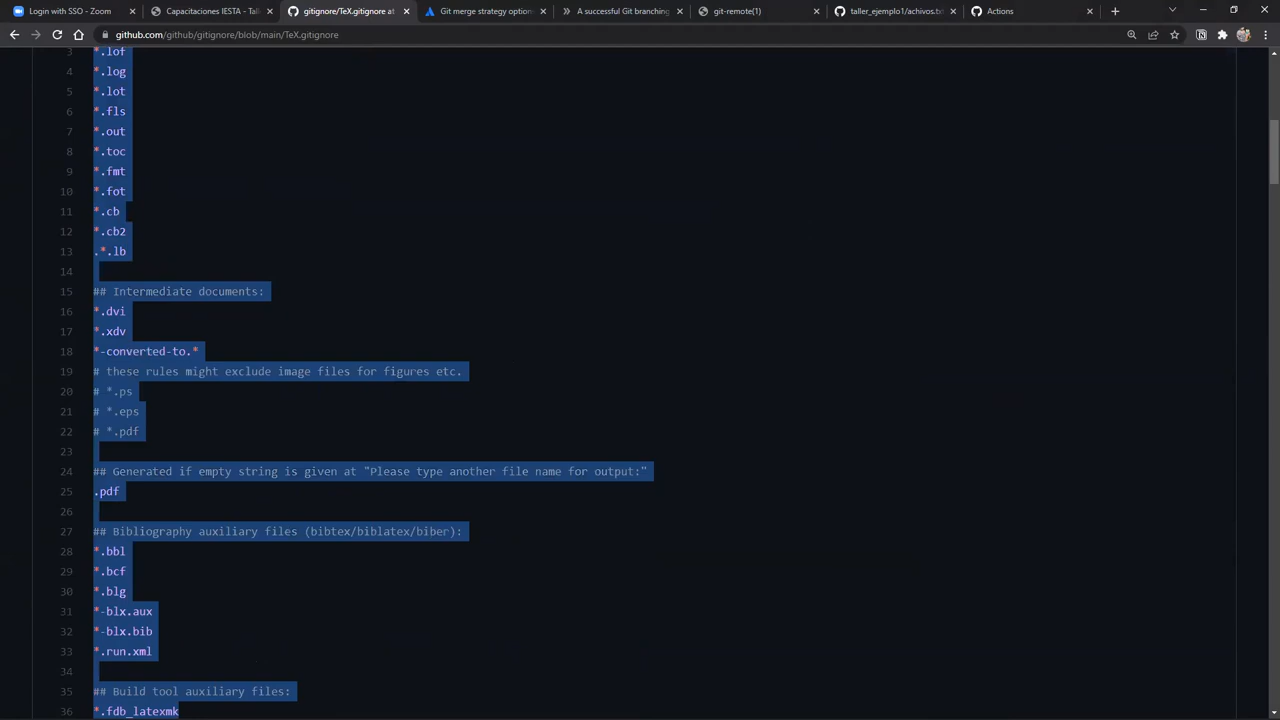 Login with SSO - Zoom
Capacitaciones IESTA - Tall
gitignore/TeX.gitignore at
Git merge strategy option
A successful Git branching
git-remote(1)
taller_ejemplo1/achivos.tx
Actions
github.com/github/gitignore/blob/main/TeX.gitignore
3 *.lof
4 *.log
5 *.lot
6 *.fls
7 *.out
8 *.toc
9 *.fmt
10 *.fot
11 *.cb
12 *.cb2
13 .*.lb
14
15 ## Intermediate documents:
16 *.dvi
17 *.xdv
18 *-converted-to.*
19 # these rules might exclude image files for figures etc.
20 # *.ps
21 # *.eps
22 # *.pdf
23
24 ## Generated if empty string is given at "Please type another file name for output:"
25 .pdf
26
27 ## Bibliography auxiliary files (bibtex/biblatex/biber):
28 *.bbl
29 *.bcf
30 *.blg
31 *-blx.aux
32 *-blx.bib
33 *.run.xml
34
35 ## Build tool auxiliary files:
36 *.fdb_latexmk